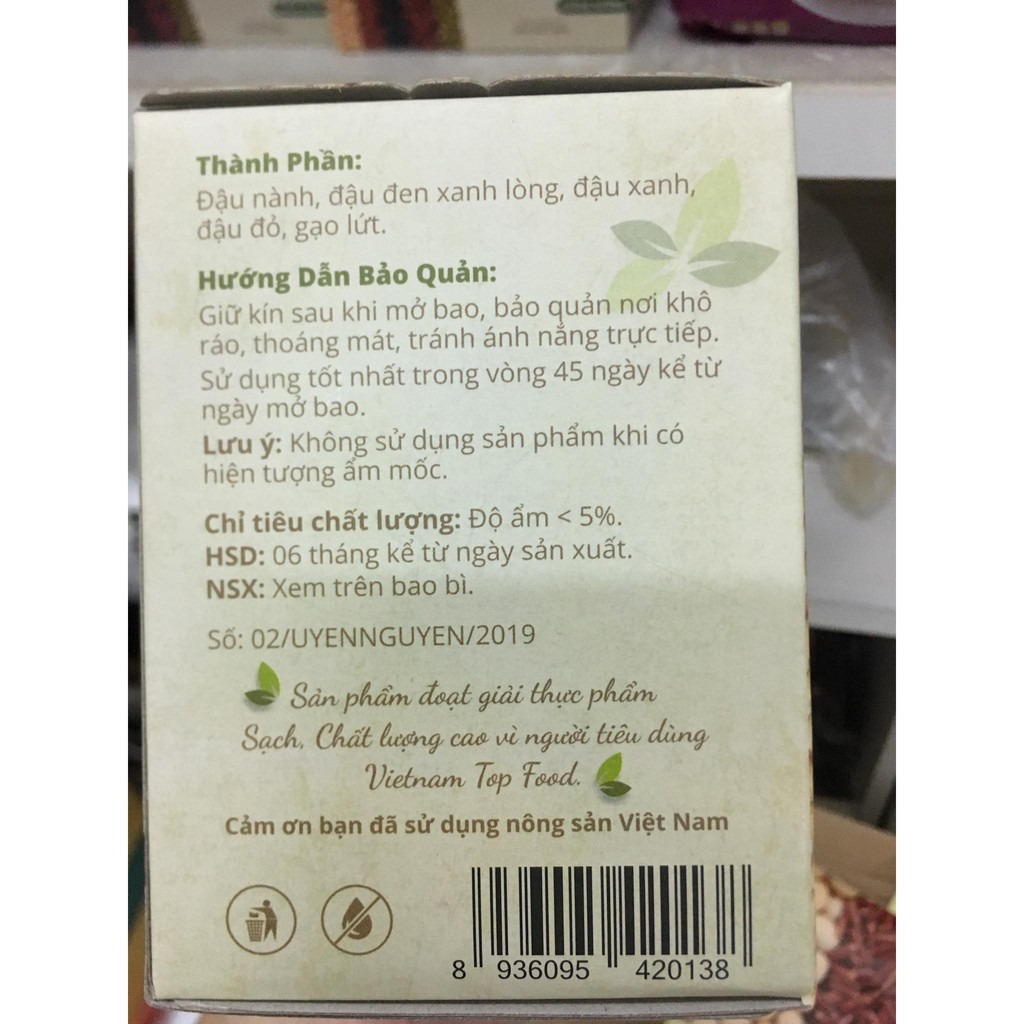 Thành Phần:
Đậu nành, đậu đen xanh lòng, đậu xanh,
đậu đỏ, gạo lứt.
Hướng Dẫn Bảo Quản:
Giữ kín sau khi mở bao, bảo quản nơi khô
ráo, thoáng mát, tránh ánh nắng trực tiếp.
Sử dụng tốt nhất trong vòng 45 ngày kể từ
ngày mở bao.
Lưu ý: Không sử dụng sản phẩm khi có
hiện tượng ẩm mốc.
Chỉ tiêu chất lượng: Độ ẩm < 5%.
HSD: 06 tháng kể từ ngày sản xuất.
NSX: Xem trên bao bì.
Số: 02/UYENNGUYEN/2019
Sản phẩm đoạt giải thực phẩm
Sạch, Chất lượng cao vì người tiêu dùng
Vietnam Top Food.
Cảm ơn bạn đã sử dụng nông sản Việt Nam
8 936095 420138